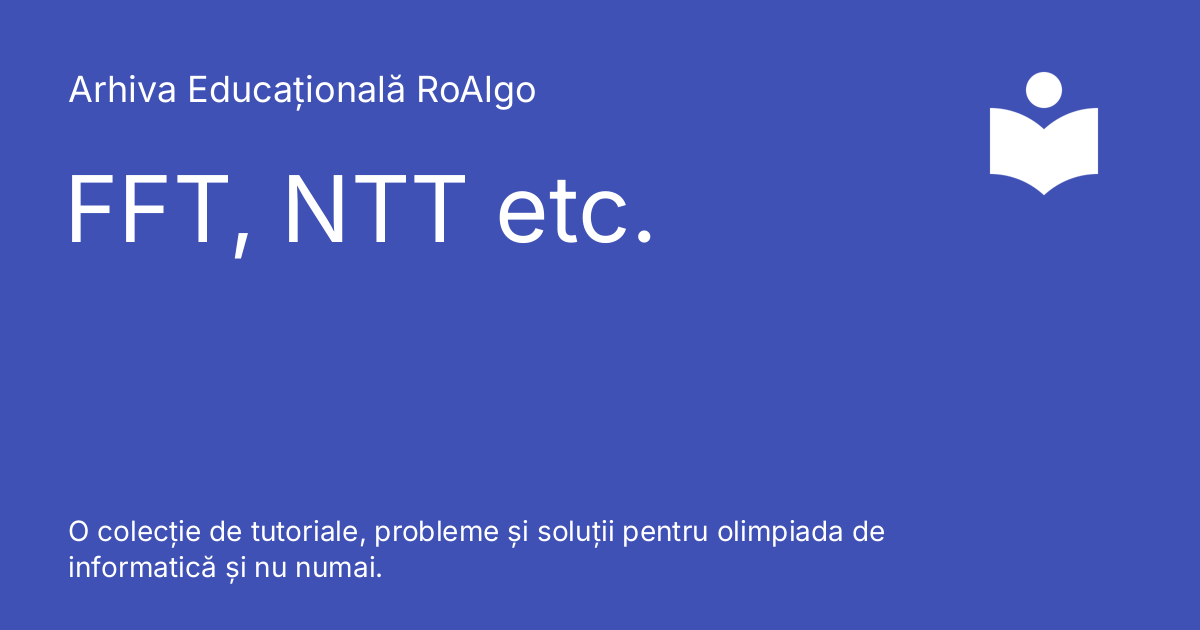 Arhiva Educațională RoAlgo
FFT, NTT etc.
O colecție de tutoriale, probleme și soluții pentru olimpiada de
informatică și nu numai.